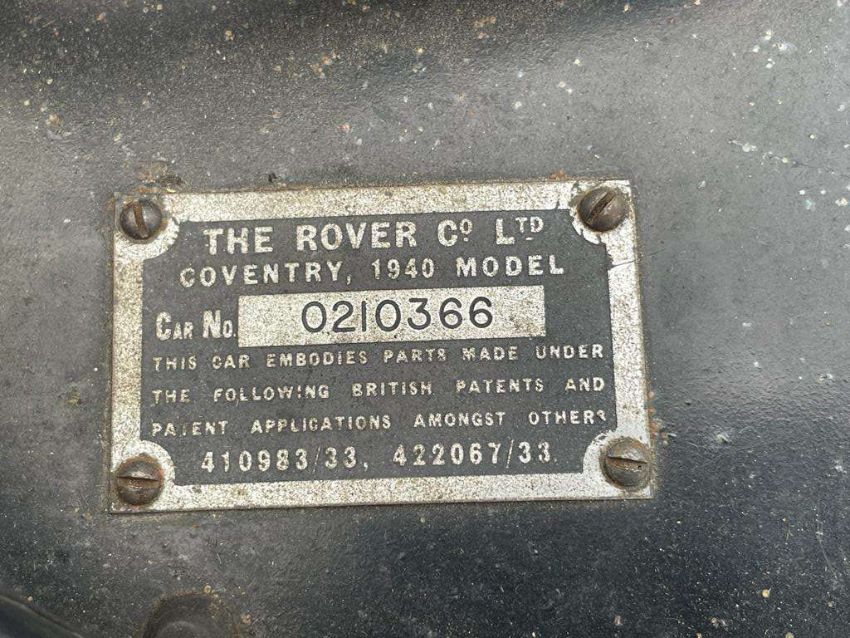 THE ROVER Cº LTD
COVENTRY, 1940 MODEL
CAR NO. 0210366
THIS CAR EMBODIES PARTS MADE UNDER
THE FOLLOWING BRITISH PATENTS AND
PATENT APPLICATIONS AMONGST OTHERS
410983/33, 422067/33.